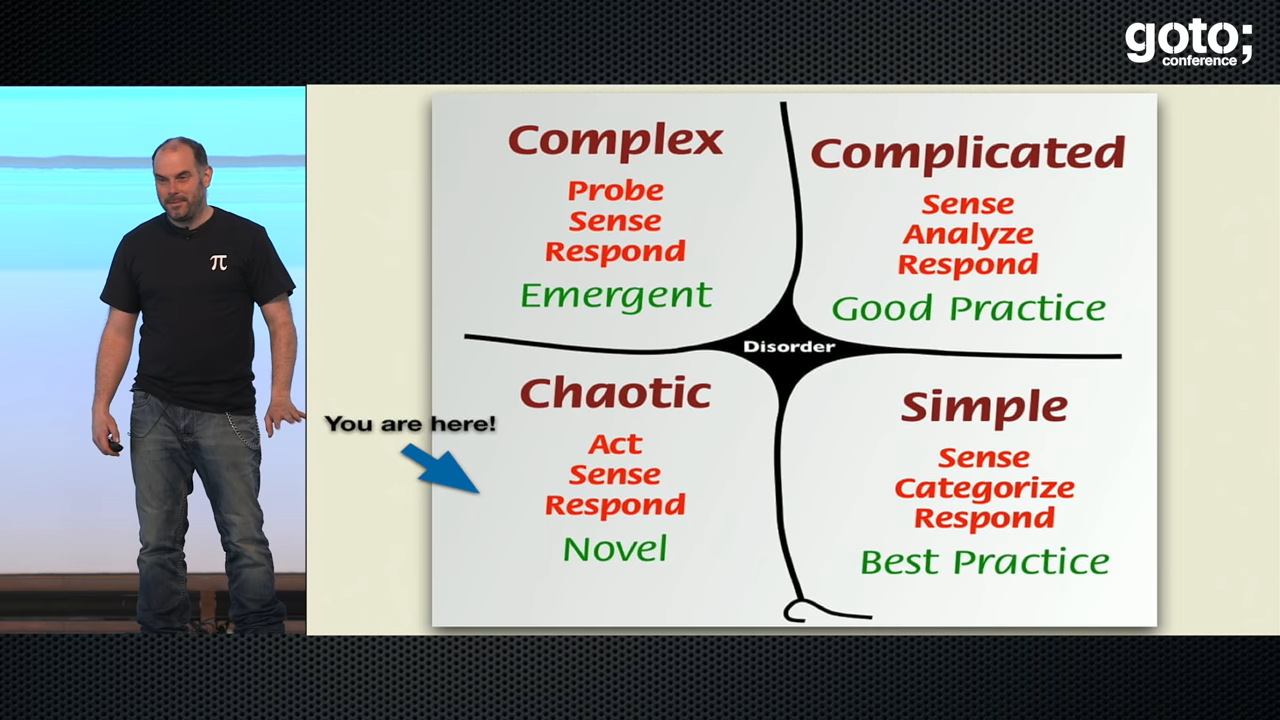 goto;
conference
Complex
Probe
Sense
Respond
Emergent
Complicated
Sense
Analyze
Respond
Good Practice
Disorder
Chaotic
Act
Sense
Respond
Novel
You are here!
Simple
Sense
Categorize
Respond
Best Practice
π